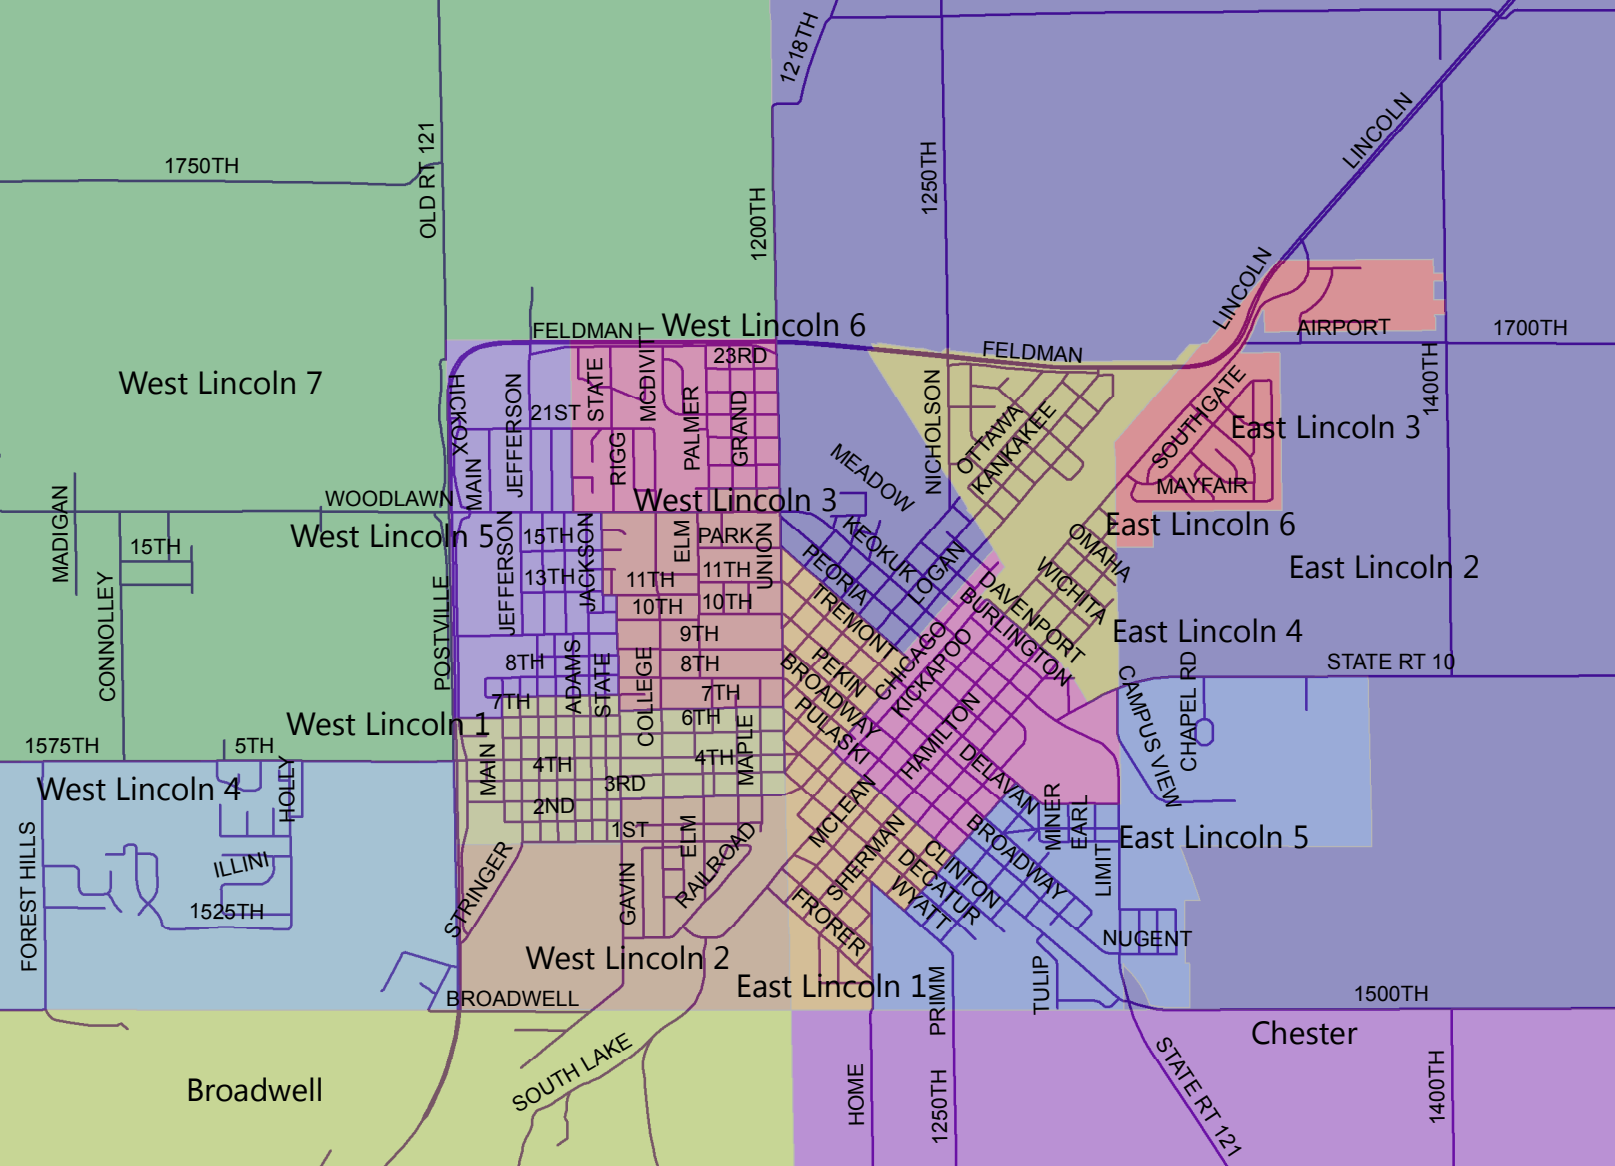 1218TH
LINCOLN
OLD RT 121
1750TH
1250TH
1200TH
LINCOLN
FELDMAN
West Lincoln 6
AIRPORT
1700TH
West Lincoln 7
HICKOX
JEFFERSON
21ST
STATE
MCDIVITT
23RD
PALMER
GRAND
FELDMAN
NICHOLSON
OTTAWA
KANKAKEE
SOUTHGATE
East Lincoln 3
1400TH
MAIN
RIGG
MEADOW
MAYFAIR
MADIGAN
WOODLAWN
West Lincoln 3
East Lincoln 6
West Lincoln 5
15TH
JEFFERSON
15TH
JACKSON
ELM
PARK
UNION
KEOKUK
OMAHA
13TH
11TH
11TH
PEORIA
LOGAN
WICHITA
East Lincoln 2
CONNOLLEY
POSTVILLE
10TH
10TH
TREMONT
DAVENPORT
BURLINGTON
East Lincoln 4
9TH
CHICAGO
KICKAPOO
8TH
ADAMS
STATE
COLLEGE
8TH
PEKIN
BROADWAY
STATE RT 10
CAMPUS VIEW
CHAPEL RD
7TH
7TH
West Lincoln 1
6TH
PULASKI
HAMILTON
1575TH
5TH
MAIN
4TH
4TH
MAPLE
DELAVAN
West Lincoln 4
HOLLY
3RD
2ND
MCLEAN
MINER
EARL
1ST
ELM
RAILROAD
SHERMAN
BROADWAY
East Lincoln 5
FOREST HILLS
ILLINI
STRINGER
GAVIN
CLINTON
DECATUR
WYATT
LIMIT
1525TH
FRORER
NUGENT
West Lincoln 2
East Lincoln 1
PRIMM
TULIP
BROADWELL
1500TH
Chester
SOUTH LAKE
Broadwell
HOME
1250TH
STATE RT 121
1400TH